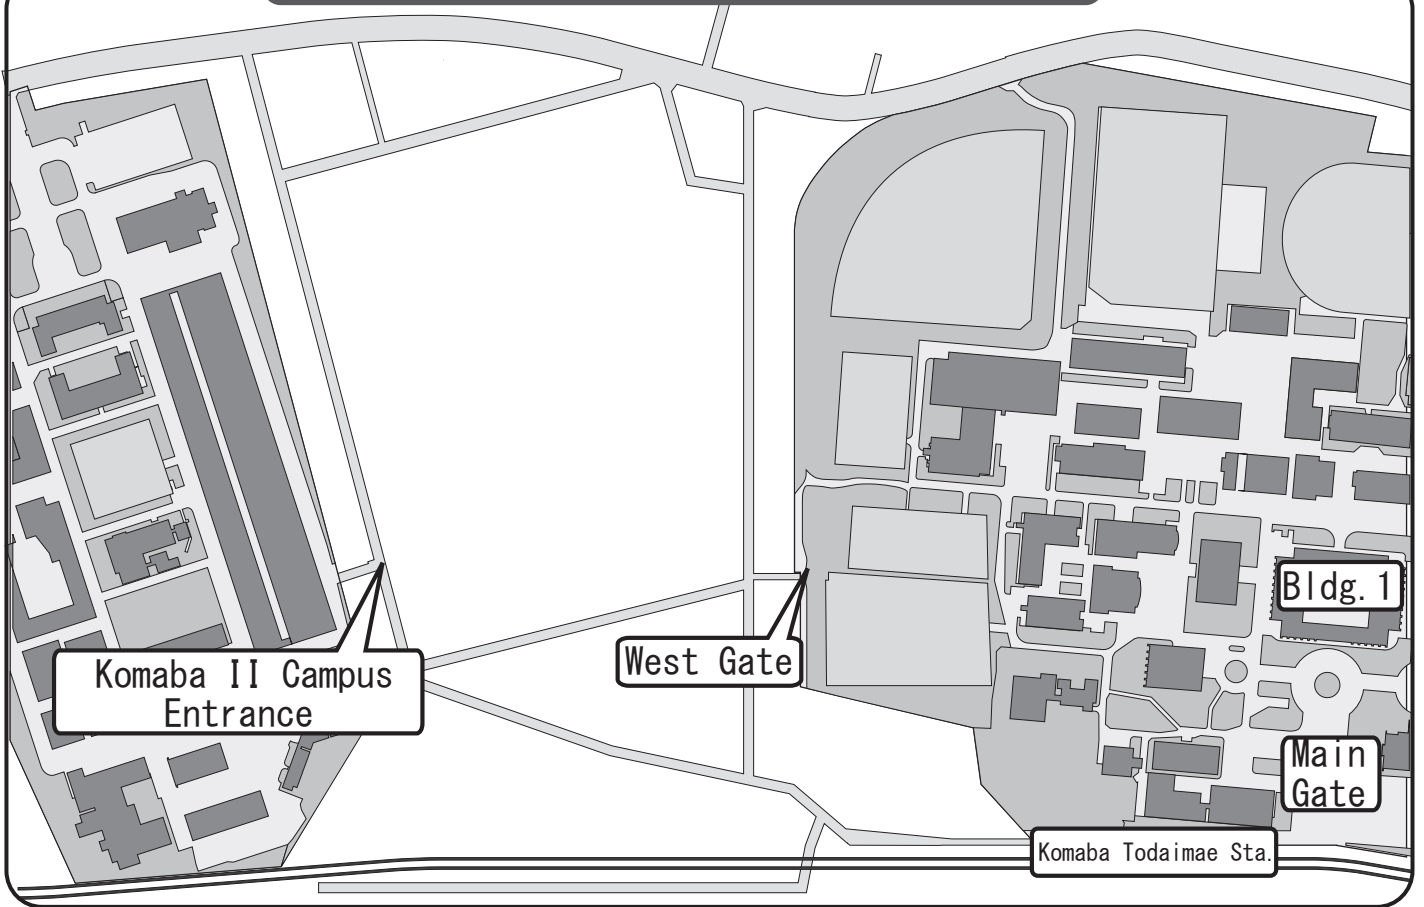 Bldg.1
West Gate
Komaba II Campus
Entrance
Main
Gate
Komaba Todaimae Sta.